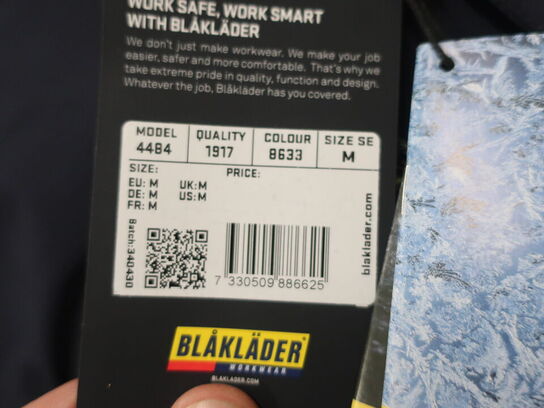 WORK SAFE, WORK SMART
WITH BLÅKLÄDER
We don't just make workwear. We make your job
easier, safer and more comfortable. That's why we
take extreme pride in quality, function and design.
Whatever the job, Blåkläder has you covered.
MODEL QUALITY COLOUR SIZE SE
4484 1917 8633 M
SIZE: PRICE:
EU: M UK:M
DE: M US:M
FR: M
Batch:340430
7 330509 886625
blaklader.com
BLÅKLÄDER
WORKWEAR
BLAKLADER.COM